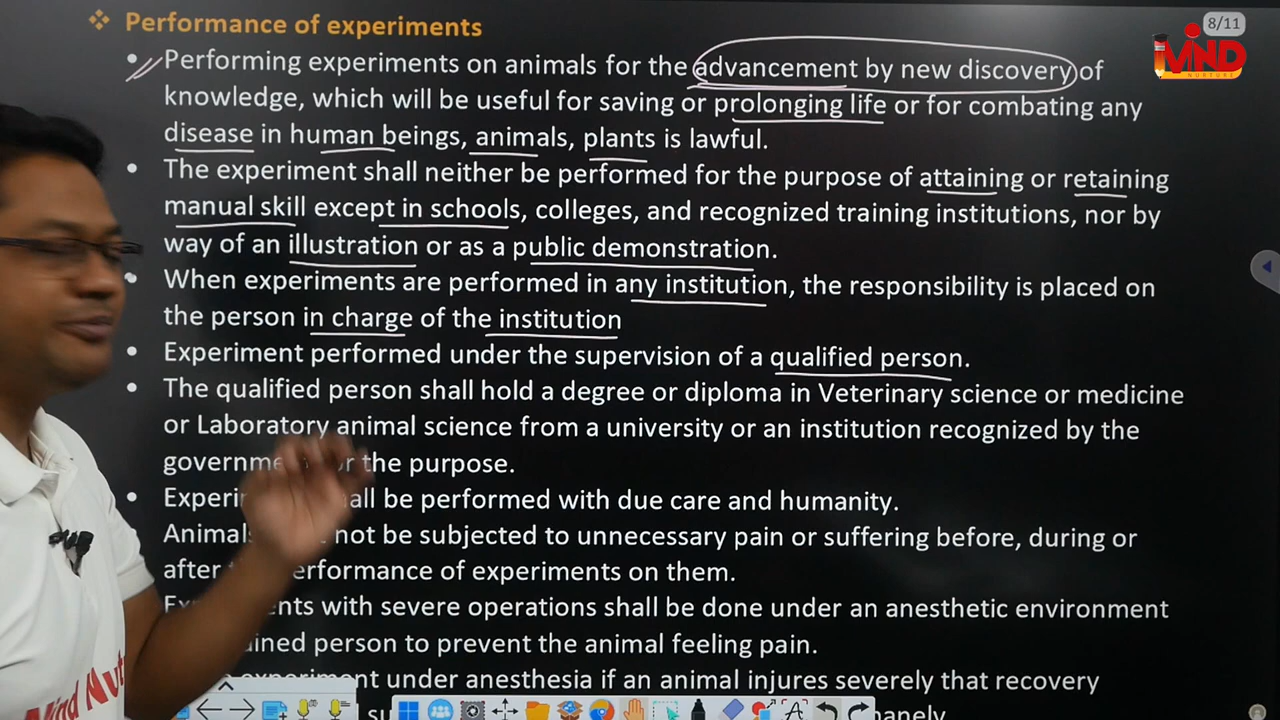 Performance of experiments
8/11
MIND
NURTURE
Performing experiments on animals for the advancement by new discovery of
knowledge, which will be useful for saving or prolonging life or for combating any
disease in human beings, animals, plants is lawful.
The experiment shall neither be performed for the purpose of attaining or retaining
manual skill except in schools, colleges, and recognized training institutions, nor by
way of an illustration or as a public demonstration.
When experiments are performed in any institution, the responsibility is placed on
the person in charge of the institution
Experiment performed under the supervision of a qualified person.
The qualified person shall hold a degree or diploma in Veterinary science or medicine
or Laboratory animal science from a university or an institution recognized by the
the purpose.
be performed with due care and humanity.
not be subjected to unnecessary pain or suffering before, during or
after performance of experiments on them.
with severe operations shall be done under an anesthetic environment
person to prevent the animal feeling pain.
experiment under anesthesia if an animal injures severely that recovery
Mind